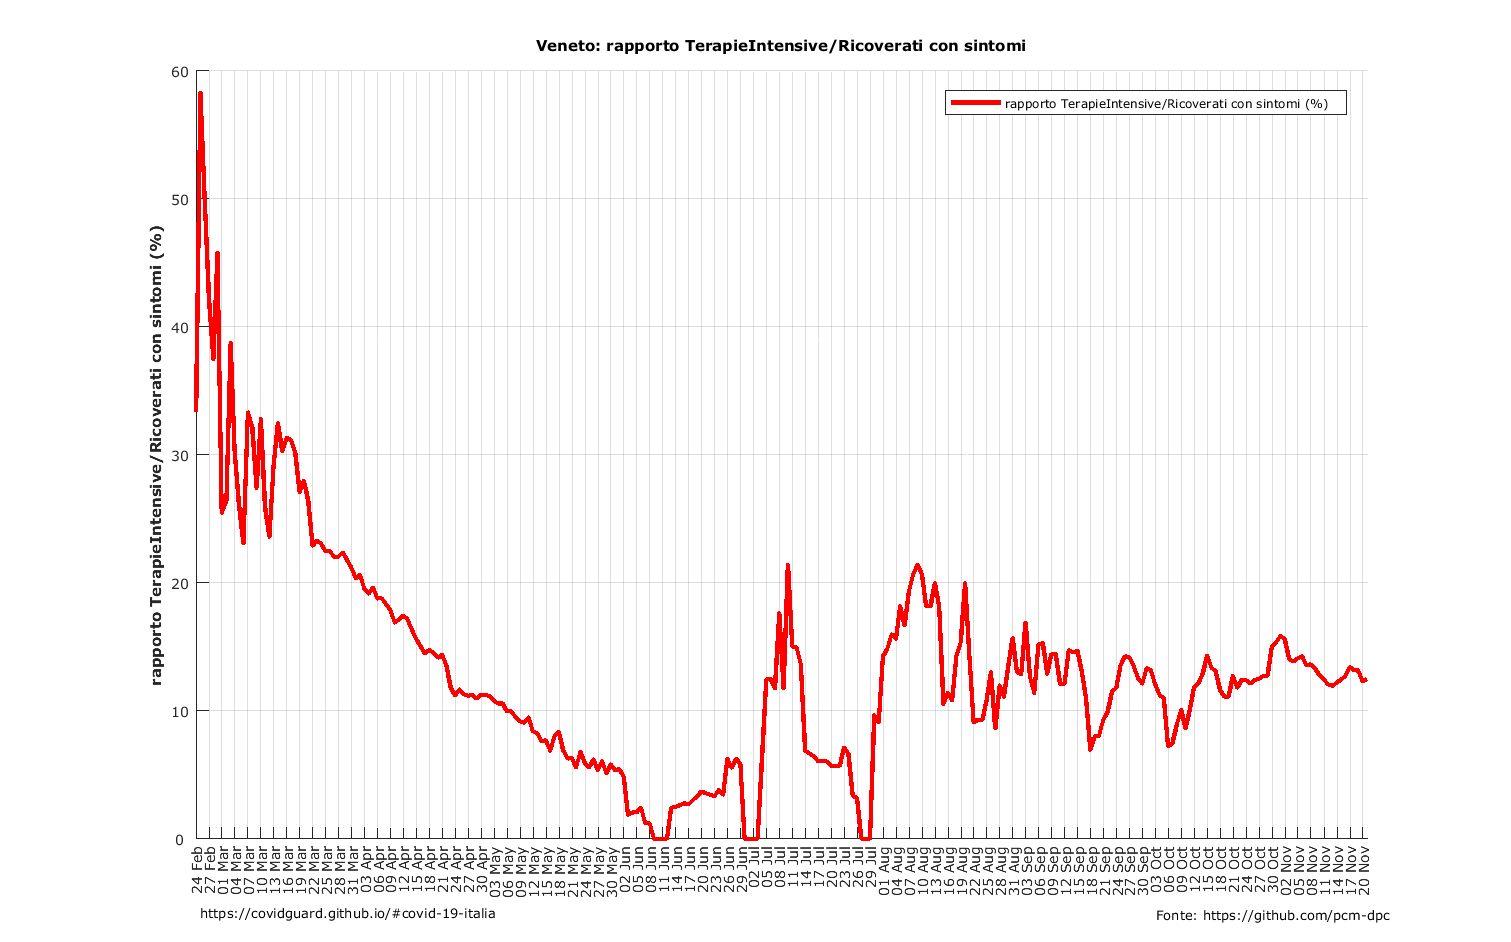 Veneto: rapporto TerapieIntensive/Ricoverati con sintomi
rapporto TerapieIntensive/Ricoverati con sintomi (%)
rapporto TerapieIntensive/Ricoverati con sintomi (%)
60
50
40
30
20
10
0
24 Feb
27 Feb
01 Mar
04 Mar
07 Mar
10 Mar
13 Mar
16 Mar
19 Mar
22 Mar
25 Mar
28 Mar
31 Mar
03 Apr
06 Apr
09 Apr
12 Apr
15 Apr
18 Apr
21 Apr
24 Apr
27 Apr
30 Apr
03 May
06 May
09 May
12 May
15 May
18 May
21 May
24 May
27 May
30 May
02 Jun
05 Jun
08 Jun
11 Jun
14 Jun
17 Jun
20 Jun
23 Jun
26 Jun
29 Jun
02 Jul
05 Jul
08 Jul
11 Jul
14 Jul
17 Jul
20 Jul
23 Jul
26 Jul
29 Jul
01 Aug
04 Aug
07 Aug
10 Aug
13 Aug
16 Aug
19 Aug
22 Aug
25 Aug
28 Aug
31 Aug
03 Sep
06 Sep
09 Sep
12 Sep
15 Sep
18 Sep
21 Sep
24 Sep
27 Sep
30 Sep
03 Oct
06 Oct
09 Oct
12 Oct
15 Oct
18 Oct
21 Oct
24 Oct
27 Oct
30 Oct
02 Nov
05 Nov
08 Nov
11 Nov
14 Nov
17 Nov
20 Nov
https://covidguard.github.io/#covid-19-italia
Fonte: https://github.com/pcm-dpc